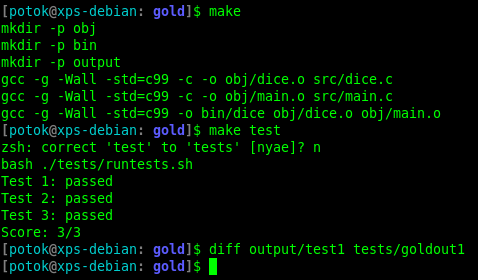 [potok@xps-debian: gold]$ make
mkdir -p obj
mkdir -p bin
mkdir -p output
gcc -g -Wall -std=c99 -c -o obj/dice.o src/dice.c
gcc -g -Wall -std=c99 -c -o obj/main.o src/main.c
gcc -g -Wall -std=c99 -o bin/dice obj/dice.o obj/main.o
[potok@xps-debian: gold]$ make test
zsh: correct 'test' to 'tests' [nyae]? n
bash ./tests/runtests.sh
Test 1: passed
Test 2: passed
Test 3: passed
Score: 3/3
[potok@xps-debian: gold]$ diff output/test1 tests/goldout1
[potok@xps-debian: gold]$